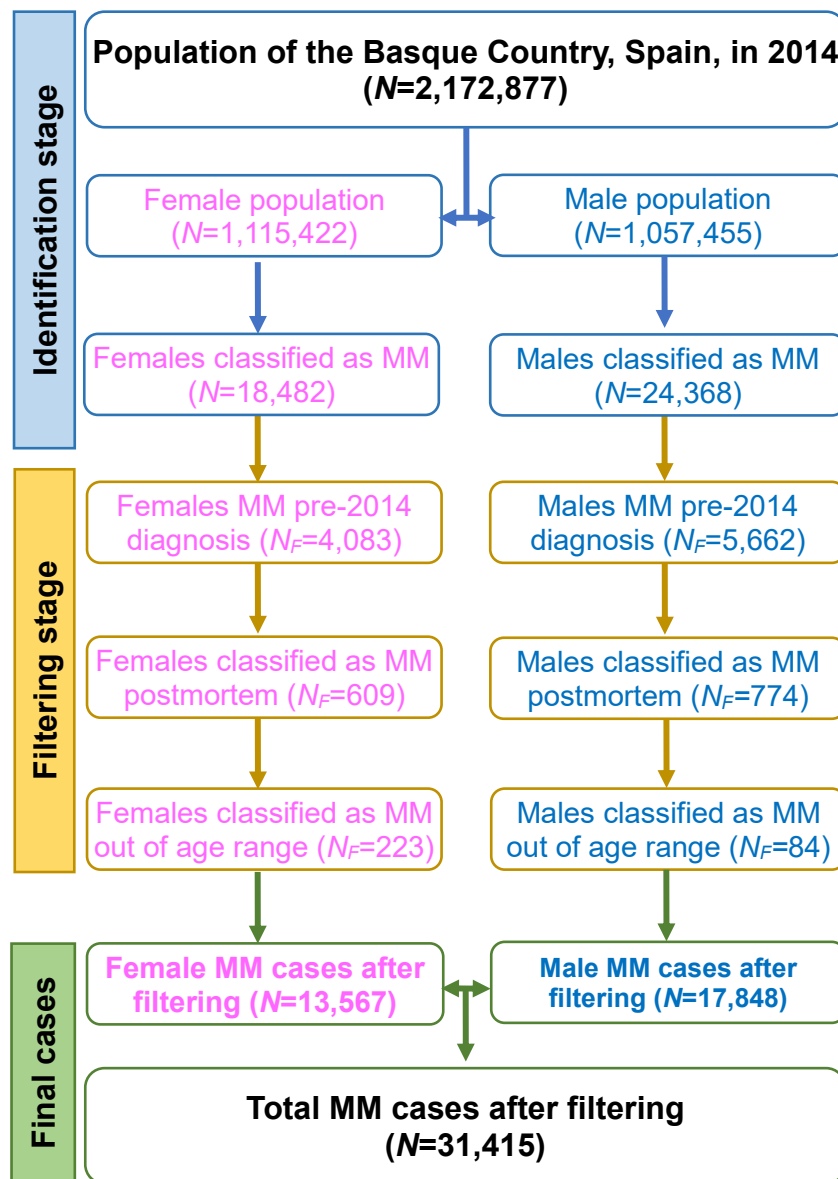 Identification stage
Population of the Basque Country, Spain, in 2014
(N=2,172,877)
Female population
(N=1,115,422)
Male population
(N=1,057,455)
Females classified as MM
(N=18,482)
Males classified as MM
(N=24,368)
Filtering stage
Females MM pre-2014
diagnosis (NF=4,083)
Males MM pre-2014
diagnosis (NF=5,662)
Females classified as MM
postmortem (NF=609)
Males classified as MM
postmortem (NF=774)
Females classified as MM
out of age range (NF=223)
Males classified as MM
out of age range (NF=84)
Final cases
Female MM cases after
filtering (N=13,567)
Male MM cases after
filtering (N=17,848)
Total MM cases after filtering
(N=31,415)